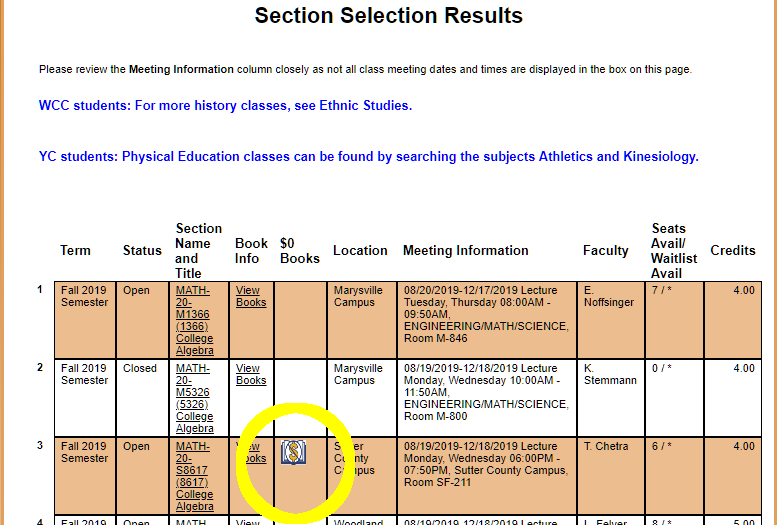 Section Selection Results
Please review the Meeting Information column closely as not all class meeting dates and times are displayed in the box on this page.
WCC students: For more history classes, see Ethnic Studies.
YC students: Physical Education classes can be found by searching the subjects Athletics and Kinesiology.
Term Status Section Name and Title Book Info $0 Books Location Meeting Information Faculty Seats Avail/ Waitlist Avail Credits
1 Fall 2019 Open MATH- View Marysville 08/20/2019-12/17/2019 Lecture E. 7 / * 4.00
Semester 20- Books Campus Tuesday, Thursday 08:00AM - Noffsinger
M1366 09:50AM,
(1366) ENGINEERING/MATH/SCIENCE,
College Room M-846
Algebra
2 Fall 2019 Closed MATH- View Marysville 08/19/2019-12/18/2019 Lecture K. 0 / * 4.00
Semester 20- Books Campus Monday, Wednesday 10:00AM - Stemmann
M5326 11:50AM,
(5326) ENGINEERING/MATH/SCIENCE,
College Room M-800
Algebra
3 Fall 2019 Open MATH- View Sutter 08/19/2019-12/18/2019 Lecture T. Chetra 6 / * 4.00
Semester 20- Books County Monday, Wednesday 06:00PM -
S8617 Campus 07:50PM, Sutter County Campus,
(8617) Room SF-211
College
Algebra
4 Fall 2019 Open MATH- View Woodland 08/19/2019-12/18/2019 Lecture L. 8 / * 5.00